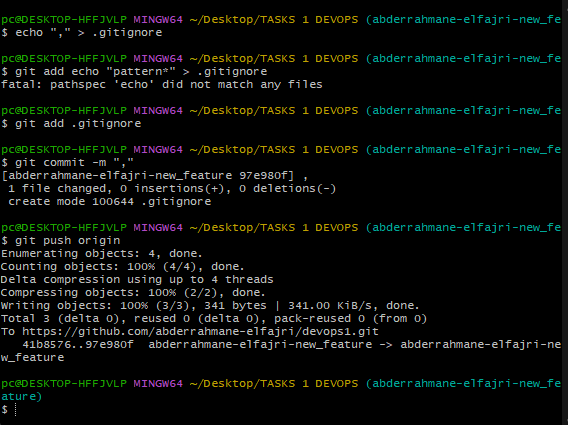 pc@DESKTOP-HFFJVLP MINGW64 ~/Desktop/TASKS 1 DEVOPS (abderrahmane-elfajri-new_fe
$ echo "," > .gitignore
pc@DESKTOP-HFFJVLP MINGW64 ~/Desktop/TASKS 1 DEVOPS (abderrahmane-elfajri-new_fe
$ git add echo "pattern*" > .gitignore
fatal: pathspec 'echo' did not match any files
pc@DESKTOP-HFFJVLP MINGW64 ~/Desktop/TASKS 1 DEVOPS (abderrahmane-elfajri-new_fe
$ git add .gitignore
pc@DESKTOP-HFFJVLP MINGW64 ~/Desktop/TASKS 1 DEVOPS (abderrahmane-elfajri-new_fe
$ git commit -m ","
[abderrahmane-elfajri-new_feature 97e980f] ,
 1 file changed, 0 insertions(+), 0 deletions(-)
 create mode 100644 .gitignore
pc@DESKTOP-HFFJVLP MINGW64 ~/Desktop/TASKS 1 DEVOPS (abderrahmane-elfajri-new_fe
$ git push origin
Enumerating objects: 4, done.
Counting objects: 100% (4/4), done.
Delta compression using up to 4 threads
Compressing objects: 100% (2/2), done.
Writing objects: 100% (3/3), 341 bytes | 341.00 KiB/s, done.
Total 3 (delta 0), reused 0 (delta 0), pack-reused 0 (from 0)
To https://github.com/abderrahmane-elfajri/devops1.git
   41b8576..97e980f  abderrahmane-elfajri-new_feature -> abderrahmane-elfajri-ne
w_feature
pc@DESKTOP-HFFJVLP MINGW64 ~/Desktop/TASKS 1 DEVOPS (abderrahmane-elfajri-new_fe
ature)
$